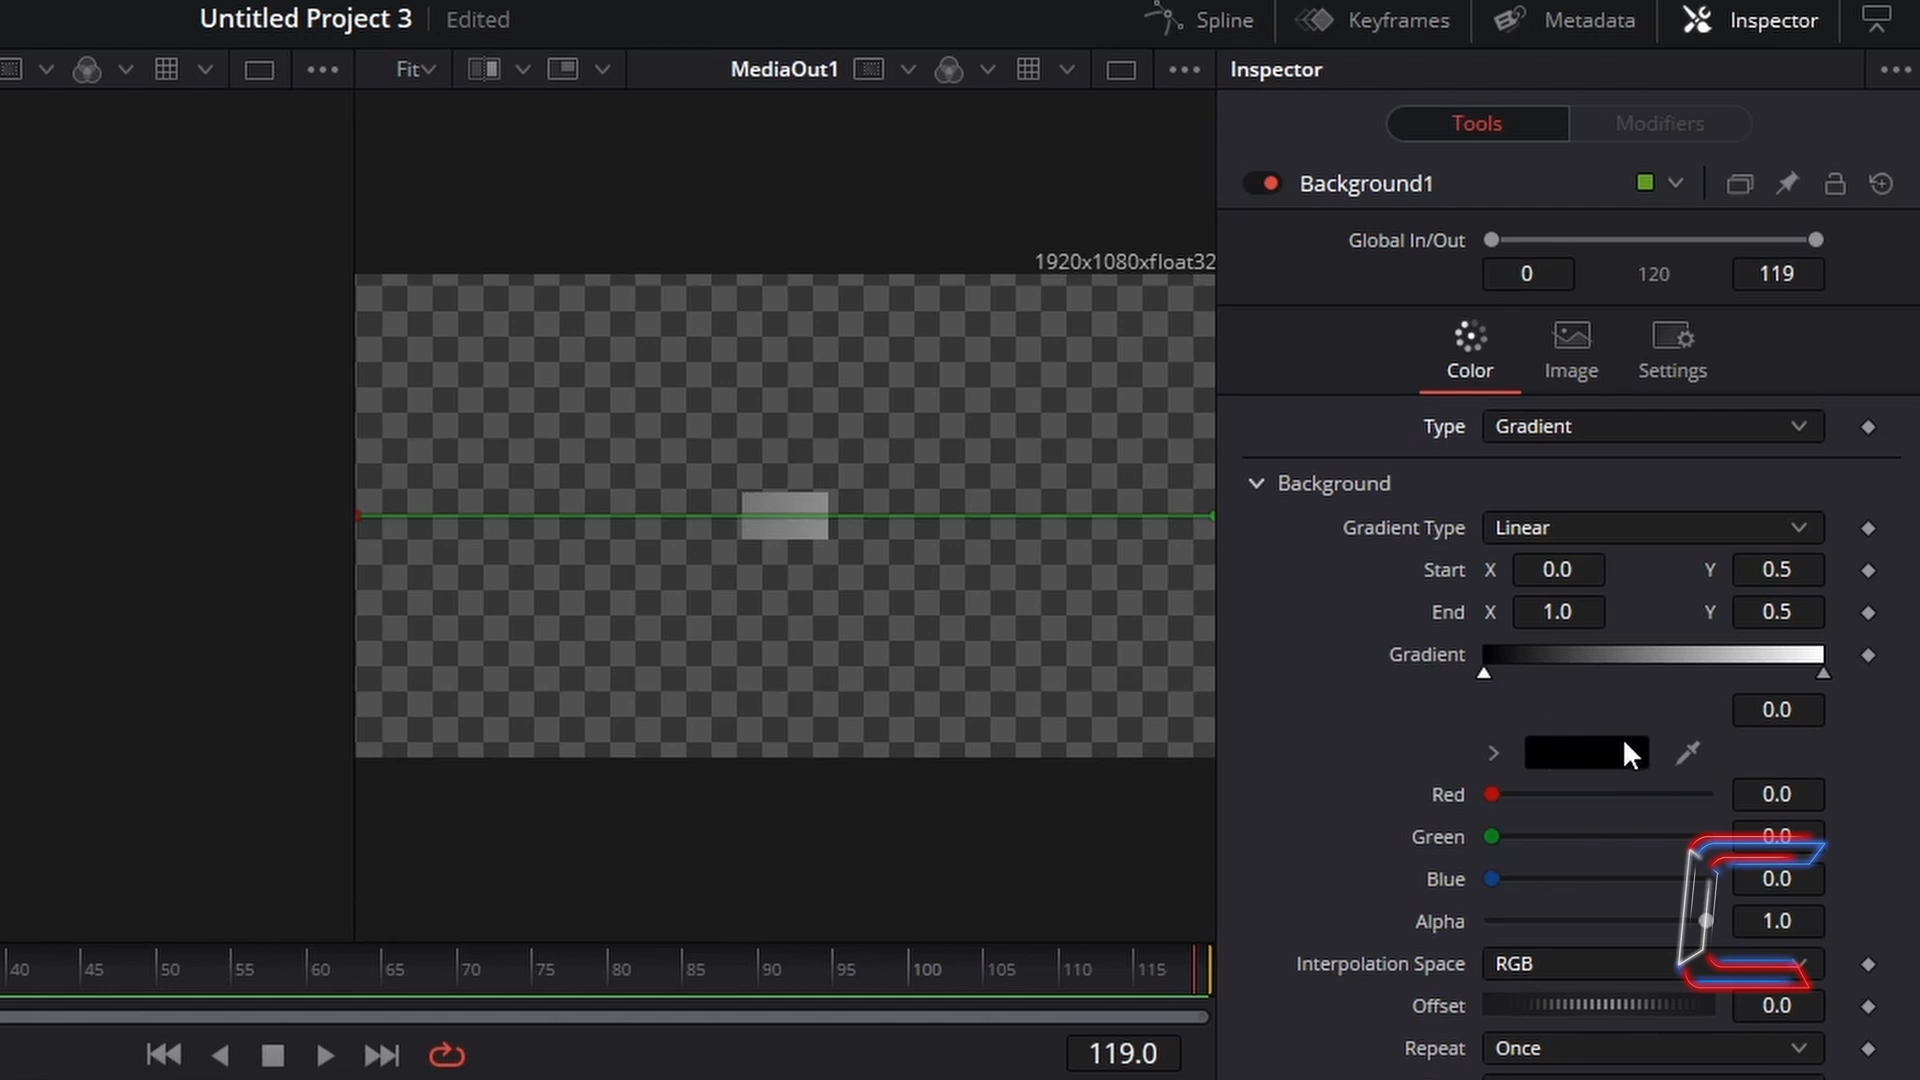 Untitled Project 3 Edited Spline Keyframes Metadata Inspector
Fit MediaOut1 Inspector
Tools Modifiers
Background1
1920x1080xfloat32
Global In/Out
0 120 119
Color Image Settings
Type Gradient
Background
Gradient Type Linear
Start X 0.0 Y 0.5
End X 1.0 Y 0.5
Gradient
0.0
Red 0.0
Green 0.0
Blue 0.0
Alpha 1.0
Interpolation Space RGB
Offset 0.0
Repeat Once
40 45 50 55 60 65 70 75 80 85 90 95 100 105 110 115
119.0